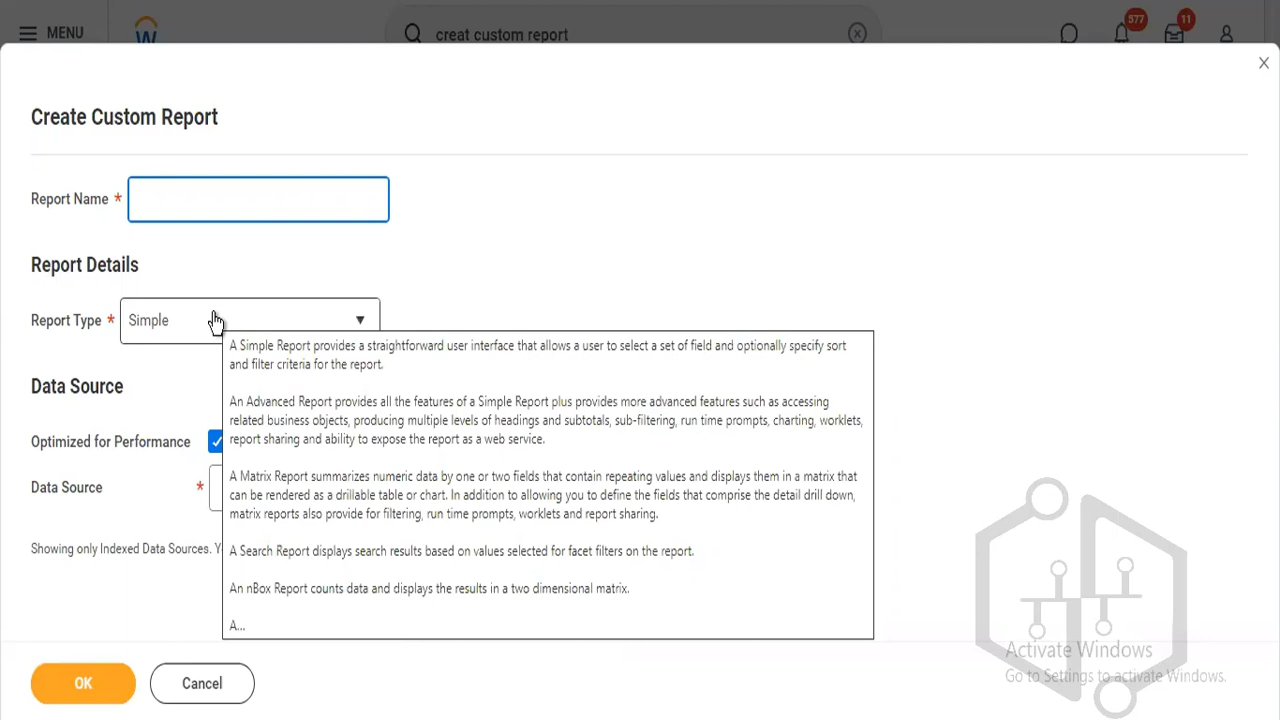 MENU
creat custom report
577
11
Create Custom Report
Report Name *
Report Details
Report Type * Simple
A Simple Report provides a straightforward user interface that allows a user to select a set of field and optionally specify sort
and filter criteria for the report.
An Advanced Report provides all the features of a Simple Report plus provides more advanced features such as accessing
related business objects, producing multiple levels of headings and subtotals, sub-filtering, run time prompts, charting, worklets,
report sharing and ability to expose the report as a web service.
A Matrix Report summarizes numeric data by one or two fields that contain repeating values and displays them in a matrix that
can be rendered as a drillable table or chart. In addition to allowing you to define the fields that comprise the detail drill down,
matrix reports also provide for filtering, run time prompts, worklets and report sharing.
A Search Report displays search results based on values selected for facet filters on the report.
An nBox Report counts data and displays the results in a two dimensional matrix.
A...
Data Source
Optimized for Performance
Data Source *
Showing only Indexed Data Sources. Y
OK
Cancel
Activate Windows
Go to Settings to activate Windows.